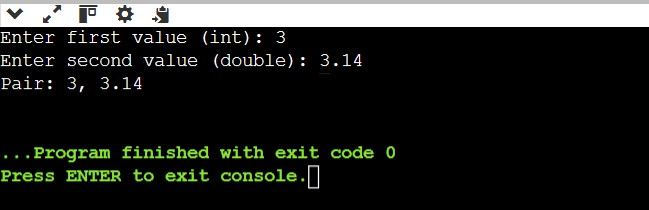 Enter first value (int): 3
Enter second value (double): 3.14
Pair: 3, 3.14
...Program finished with exit code 0
Press ENTER to exit console.